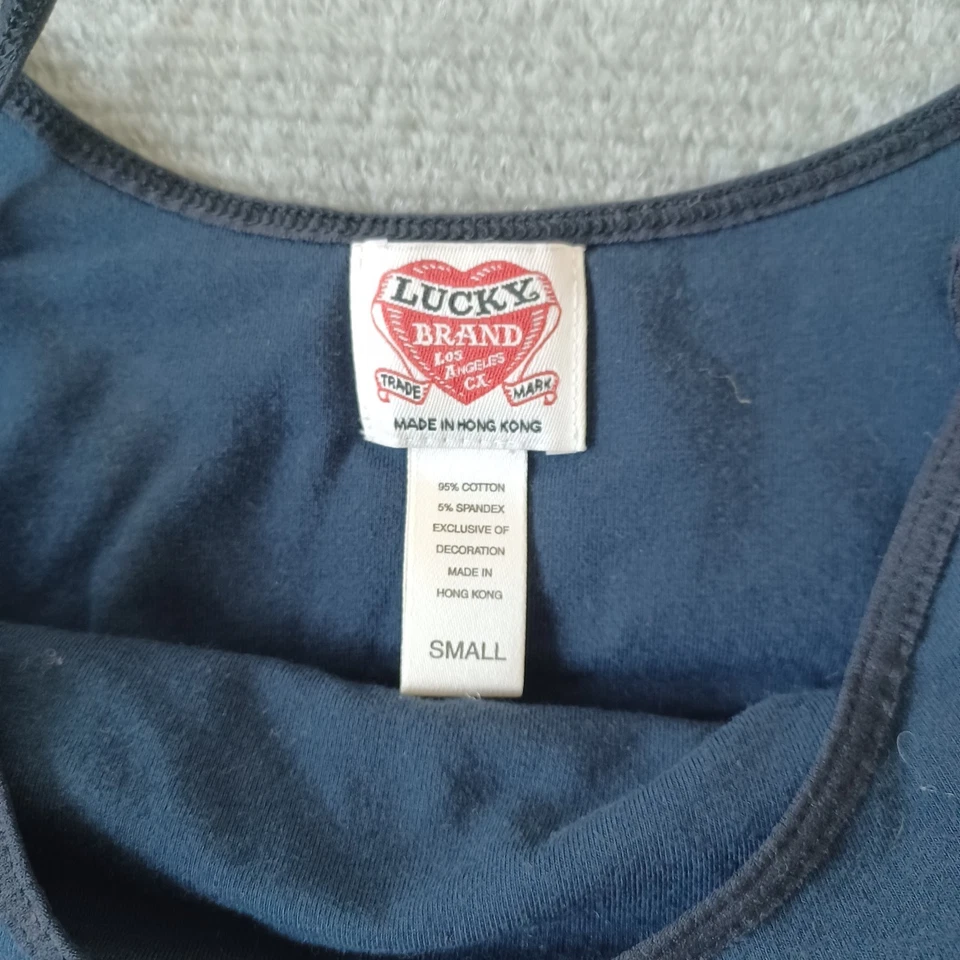 LUCKY
BRAND
LOS
ANGELES
CA
TRADE MARK
MADE IN HONG KONG
95% COTTON
5% SPANDEX
EXCLUSIVE OF
DECORATION
MADE IN
HONG KONG
SMALL